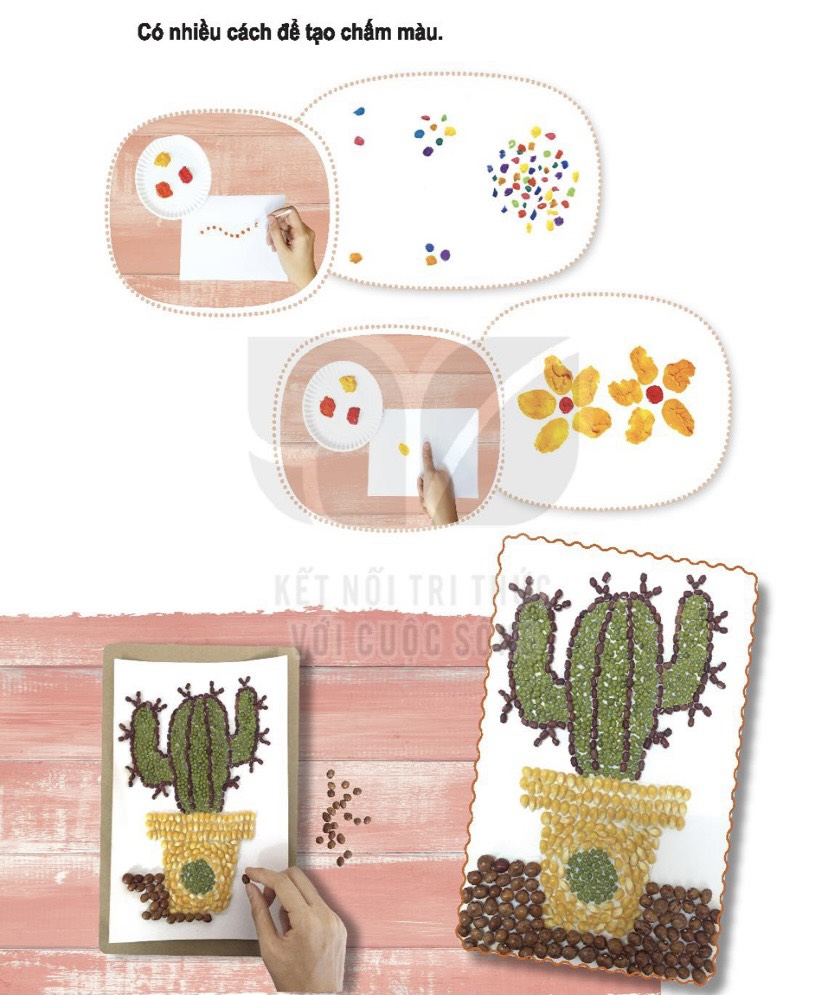 Có nhiều cách để tạo chấm màu.
KẾT NỐI TRI THỨC
VỚI CUỘC SỐNG